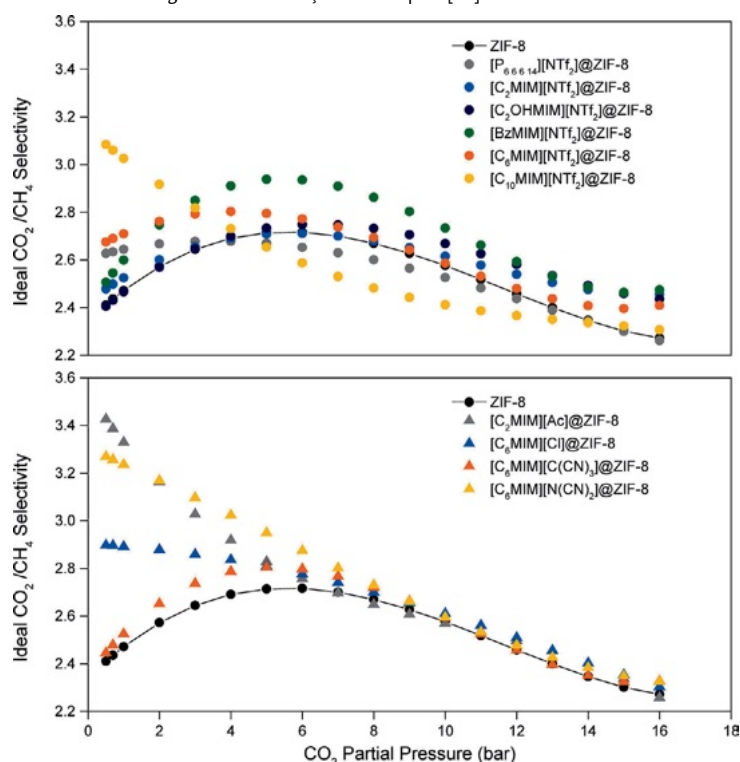 3.6
3.4
3.2
3.0
2.8
2.6
2.4
2.2
Ideal CO₂ /CH₄ Selectivity
ZIF-8
[P₆ ₆ ₆ ₁₄][NTf₂]@ZIF-8
[C₂MIM][NTf₂]@ZIF-8
[C₂OHMIM][NTf₂]@ZIF-8
[BzMIM][NTf₂]@ZIF-8
[C₆MIM][NTf₂]@ZIF-8
[C₁₀MIM][NTf₂]@ZIF-8
3.6
3.4
3.2
3.0
2.8
2.6
2.4
2.2
Ideal CO₂ /CH₄ Selectivity
ZIF-8
[C₂MIM][Ac]@ZIF-8
[C₆MIM][Cl]@ZIF-8
[C₆MIM][C(CN)₃]@ZIF-8
[C₆MIM][N(CN)₂]@ZIF-8
0 2 4 6 8 10 12 14 16 18
CO₂ Partial Pressure (bar)